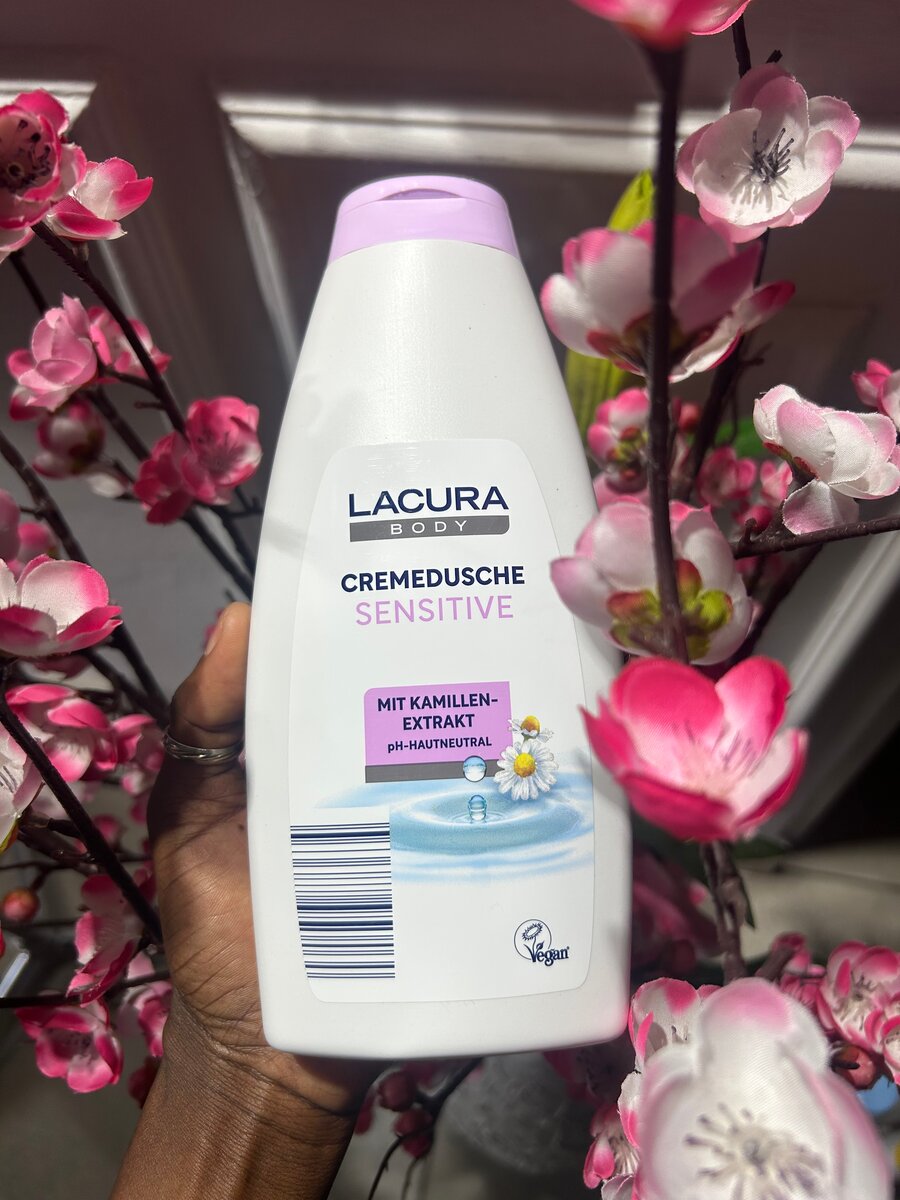 LACURA
BODY
CREMEDUSCHE
SENSITIVE
MIT KAMILLEN-
EXTRAKT
pH-HAUTNEUTRAL
Vegan